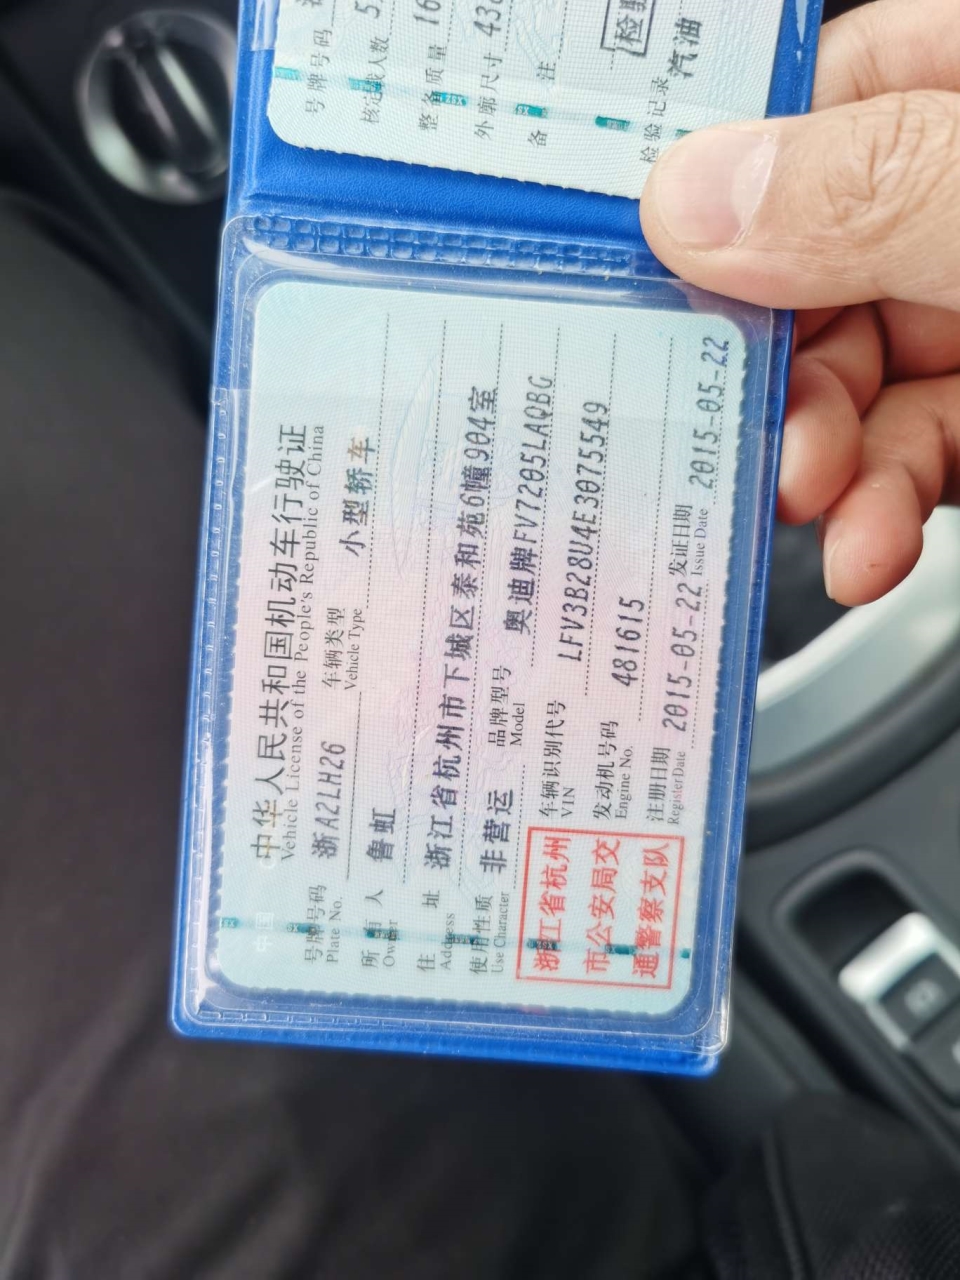 中华人民共和国机动车行驶证
Vehicle License of the People's Republic of China
号牌号码 浙A2LH26 车辆类型 小型轿车
Plate No. Vehicle Type
所有人 鲁虹
Owner
住址 浙江省杭州市下城区泰和苑6幢904室
Address
使用性质 非营运 品牌型号 奥迪牌FV7205LAQBG
Use Character Model
浙江省杭州
市公安局交
通警察支队
车辆识别代号 LFV3B28U4E3075549
VIN
发动机号码 481615
Engine No.
注册日期 2015-05-22 发证日期 2015-05-22
Register Date Issue Date
号牌号码
核定载人数 5
整备质量 16
外廓尺寸 43
备注
检验记录 汽油